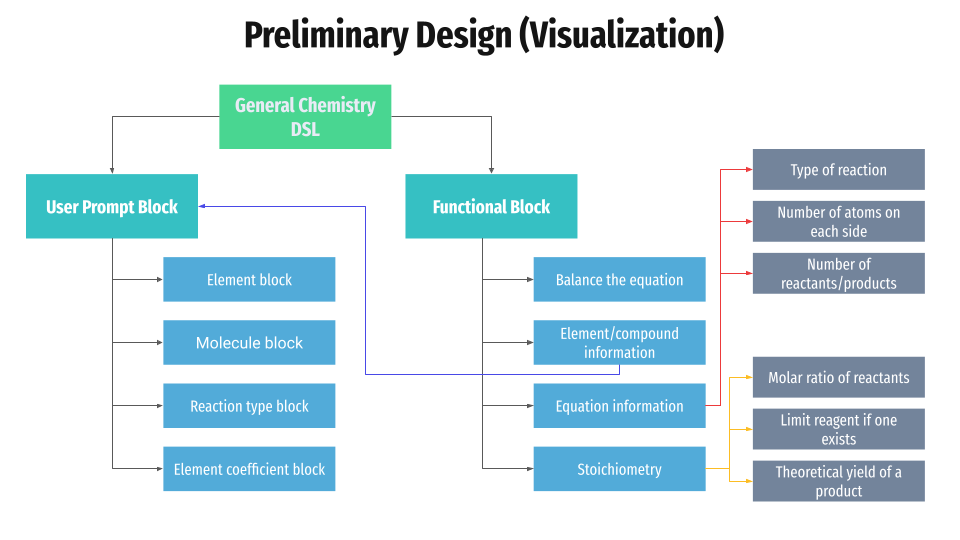 Preliminary Design (Visualization)
General Chemistry
DSL
User Prompt Block
Element block
Molecule block
Reaction type block
Element coefficient block
Functional Block
Balance the equation
Element/compound
information
Equation information
Stoichiometry
Type of reaction
Number of atoms on
each side
Number of
reactants/products
Molar ratio of reactants
Limit reagent if one
exists
Theoretical yield of a
product